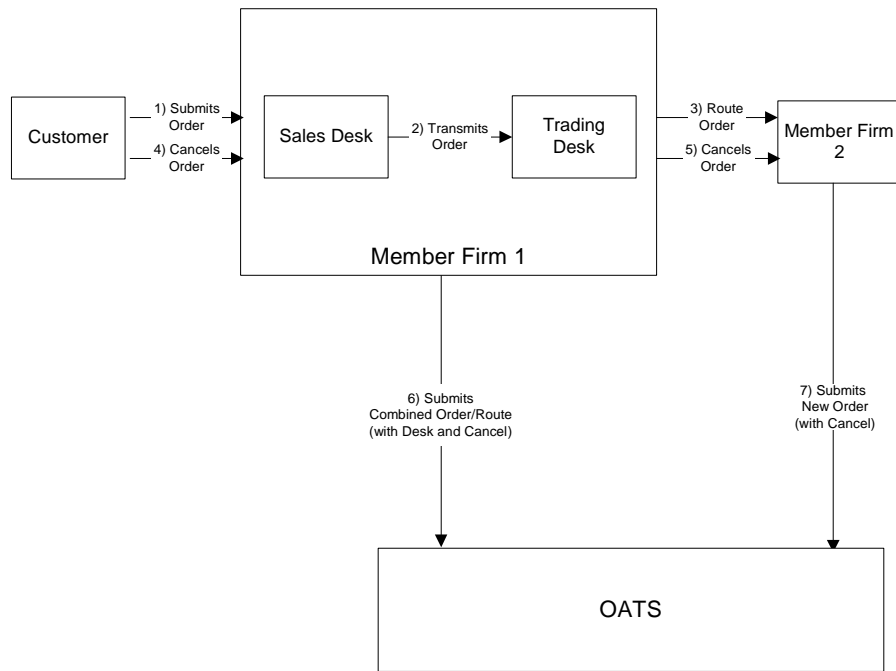 1) Submits
Order
Customer
4) Cancels
Order
Sales Desk
2) Transmits
Order
Trading
Desk
Member Firm 1
3) Route
Order
5) Cancels
Order
Member Firm
2
6) Submits
Combined Order/Route
(with Desk and Cancel)
7) Submits
New Order
(with Cancel)
OATS